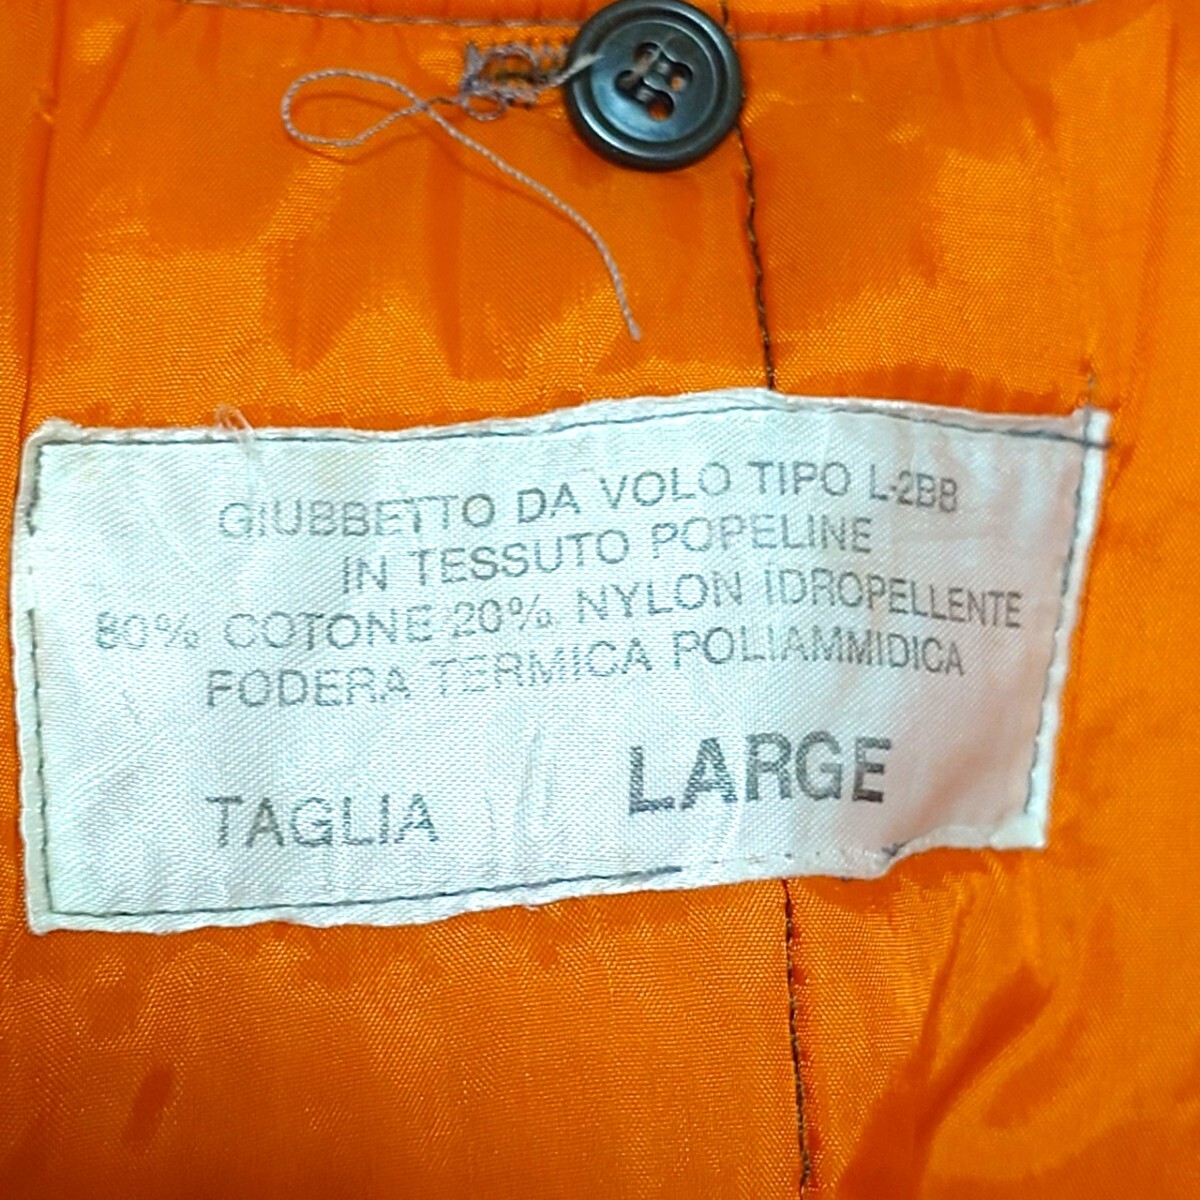 GIUBBETTO DA VOLO TIPO L-2BB
IN TESSUTO POPELINE
80% COTONE 20% NYLON IDROPELLENTE
FODERA TERMICA POLIAMMIDICA
TAGLIA LARGE